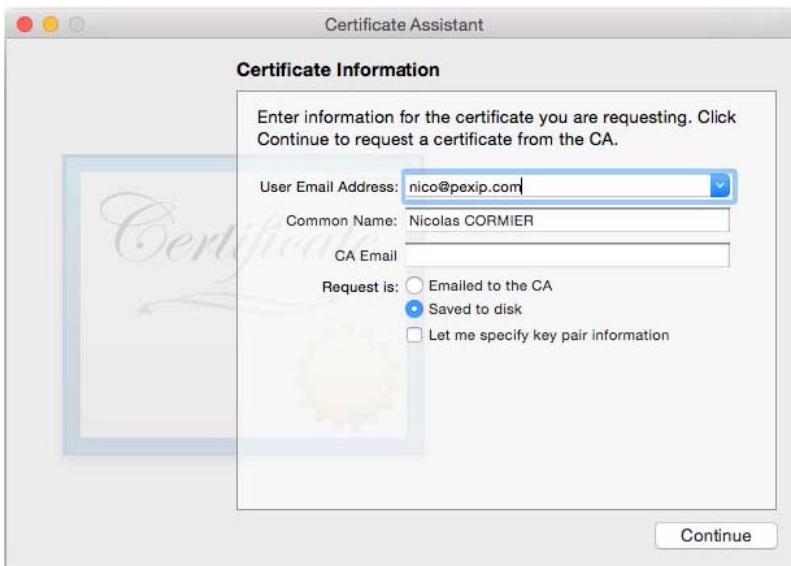 Certificate Assistant
Certificate Information
Enter information for the certificate you are requesting. Click
Continue to request a certificate from the CA.
User Email Address: nico@pexip.com
Common Name: Nicolas CORMIER
CA Email
Request is: Emailed to the CA
Saved to disk
Let me specify key pair information
Certificate
Continue